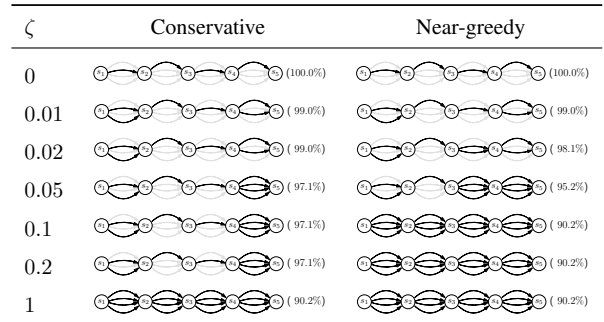 ζ Conservative Near-greedy
0 s1 s2 s3 s4 s5 (100.0%) s1 s2 s3 s4 s5 (100.0%)
0.01 s1 s2 s3 s4 s5 ( 99.0%) s1 s2 s3 s4 s5 ( 99.0%)
0.02 s1 s2 s3 s4 s5 ( 99.0%) s1 s2 s3 s4 s5 ( 98.1%)
0.05 s1 s2 s3 s4 s5 ( 97.1%) s1 s2 s3 s4 s5 ( 95.2%)
0.1 s1 s2 s3 s4 s5 ( 97.1%) s1 s2 s3 s4 s5 ( 90.2%)
0.2 s1 s2 s3 s4 s5 ( 97.1%) s1 s2 s3 s4 s5 ( 90.2%)
1 s1 s2 s3 s4 s5 ( 90.2%) s1 s2 s3 s4 s5 ( 90.2%)